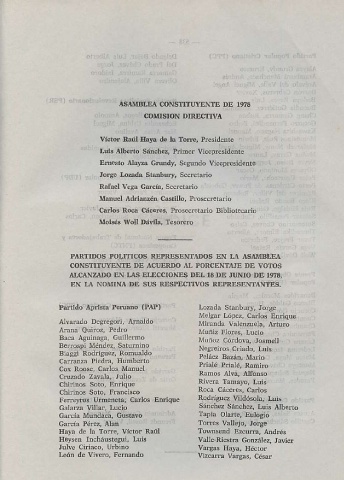 ASAMBLEA CONSTITUYENTE DE 1978
COMISION DIRECTIVA
Víctor Raúl Haya de la Torre, Presidente
Luis Alberto Sánchez, Primer Vicepresidente
Ernesto Alayza Grundy, Segundo Vicepresidente
Jorge Lozada Stanbury, Secretario
Rafael Vega García, Secretario
Manuel Adrianzén Castillo, Prosecretario
Carlos Roca Cáceres, Prosecretario Bibliotecario
Moisés Woll Dávila, Tesorero
PARTIDOS POLITICOS REPRESENTADOS EN LA ASAMBLEA
CONSTITUYENTE DE ACUERDO AL PORCENTAJE DE VOTOS
ALCANZADO EN LAS ELECCIONES DEL 18 DE JUNIO DE 1978,
EN LA NOMINA DE SUS RESPECTIVOS REPRESENTANTES.
Partido Aprista Peruano (PAP)
Alvarado Degregori, Arnaldo
Arana Quiroz, Pedro
Baca Aguinaga, Guillermo
Berrospi Méndez, Saturnino
Biaggi Rodríguez, Romualdo
Carranza Piedra, Humberto
Cox Roose, Carlos Manuel
Cruzado Zavala, Julio
Chirinos Soto, Enrique
Chirinos Soto, Francisco
Ferreyros Urmeneta, Carlos Enrique
Galarza Villar, Lucio
García Mundaca, Gustavo
García Pérez, Alan
Haya de la Torre, Víctor Raúl
Heysen Incháustegui, Luis
Julve Ciriaco, Urbino
León de Vivero, Fernando
Lozada Stanbury, Jorge
Melgar López, Carlos Enrique
Miranda Valenzuela, Arturo
Muñiz Flores, Lucio
Muñoz Córdova, Josmell
Negreiros Criado, Luis
Peláez Bazán, Mario
Prialé Prialé, Ramiro
Ramos Alva, Alfonso
Rivera Tamayo, Luis
Roca Cáceres, Carlos
Rodríguez Vildósola, Luis
Sánchez Sánchez, Luis Alberto
Tapia Olarte, Eulogio
Torres Vallejo, Jorge
Townsend Ezcurra, Andrés
Valle-Riestra González, Javier
Vargas Haya, Héctor
Vizcarra Vargas, César